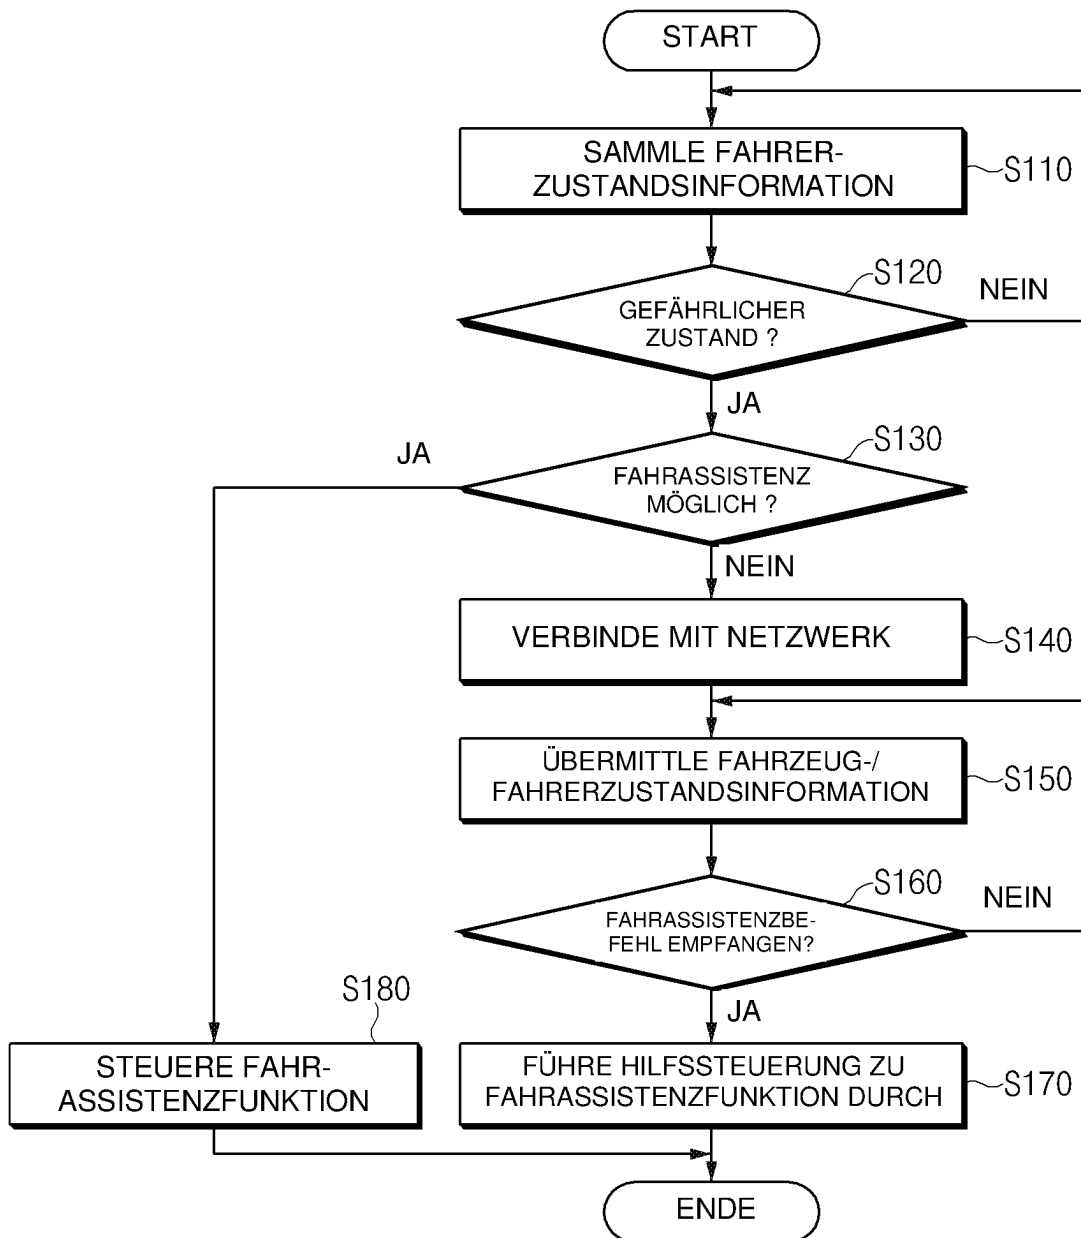 START
SAMMLE FAHRER-
ZUSTANDSINFORMATION
S110
S120
NEIN
GEFÄHRLICHER
ZUSTAND ?
JA
S130
JA
FAHRASSISTENZ
MÖGLICH ?
NEIN
VERBINDE MIT NETZWERK
S140
ÜBERMITTLE FAHRZEUG-/
FAHRERZUSTANDSINFORMATION
S150
S160
NEIN
FAHRASSISTENZBE-
FEHL EMPFANGEN?
JA
S180
STEUERE FAHR-
ASSISTENZFUNKTION
FÜHRE HILFSSTEUERUNG ZU
FAHRASSISTENZFUNKTION DURCH
S170
ENDE